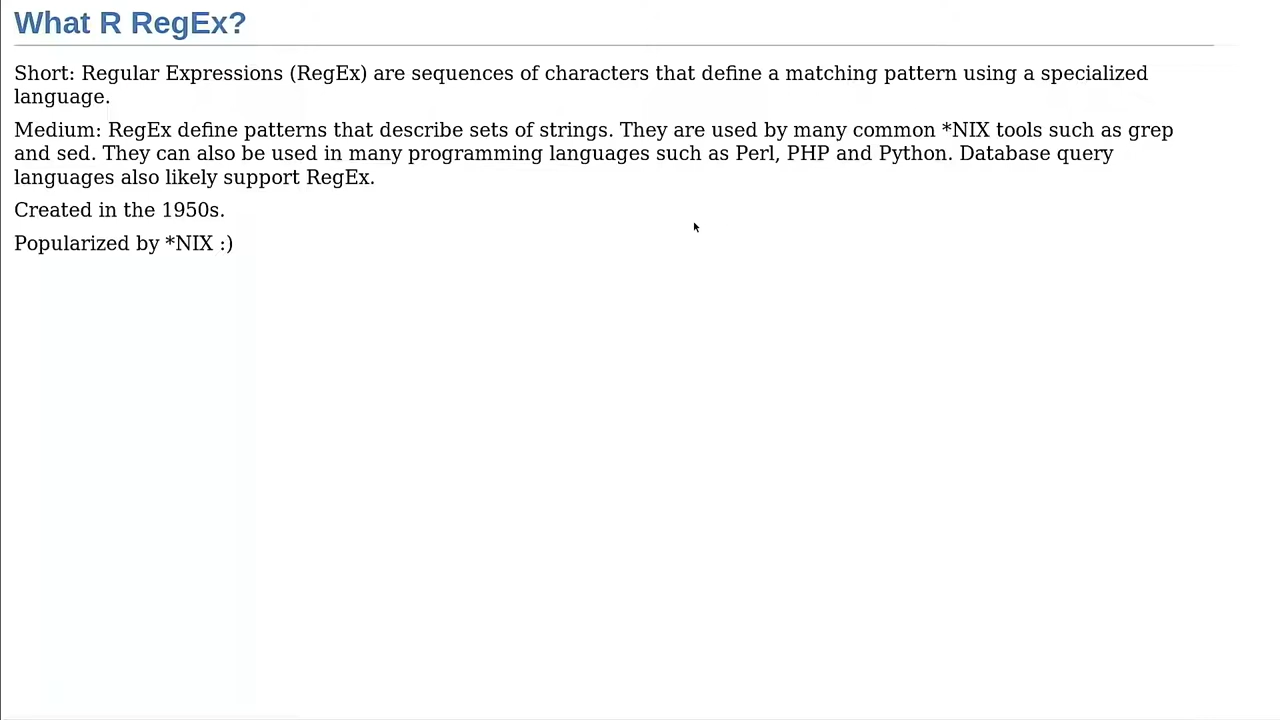 What R RegEx?
Short: Regular Expressions (RegEx) are sequences of characters that define a matching pattern using a specialized
language.
Medium: RegEx define patterns that describe sets of strings. They are used by many common *NIX tools such as grep
and sed. They can also be used in many programming languages such as Perl, PHP and Python. Database query
languages also likely support RegEx.
Created in the 1950s.
Popularized by *NIX :)